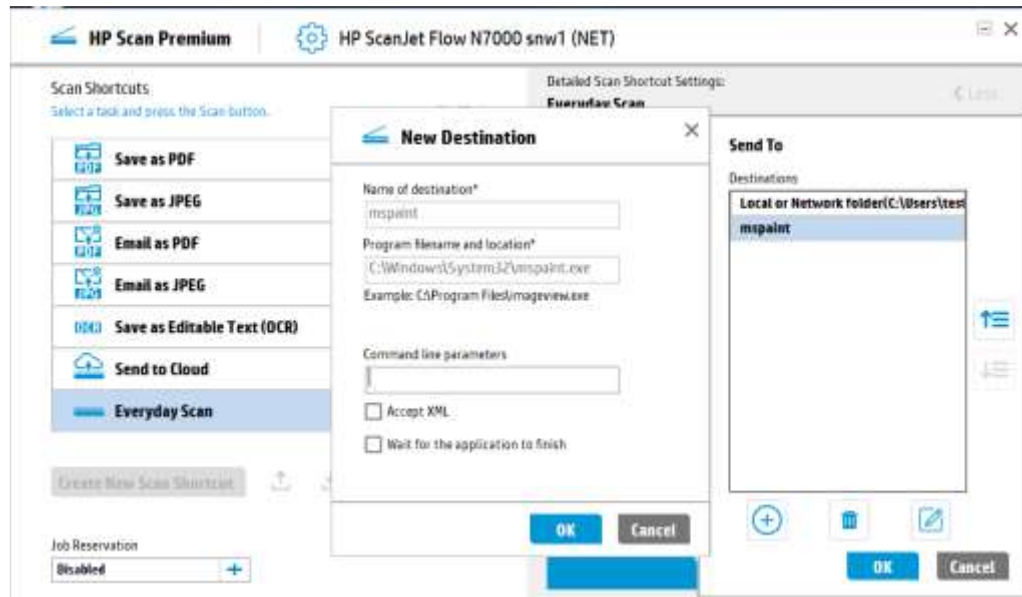 HP Scan Premium
HP ScanJet Flow N7000 snw1 (NET)
Scan Shortcuts
Select a task and press the Scan button.
Save as PDF
Save as JPEG
Email as PDF
Email as JPEG
Save as Editable Text (OCR)
Send to Cloud
Everyday Scan
Create New Scan Shortcut
Job Reservation
Disabled
Detailed Scan Shortcut Settings:
Everyday Scan
Less
New Destination
Name of destination*
mspaint
Program filename and location*
C:\Windows\System32\mspaint.exe
Example: C:\Program Files\imageview.exe
Command line parameters
Accept XML
Wait for the application to finish
OK
Cancel
Send To
Destinations
Local or Network folder(C:\Users\test
mspaint
OK
Cancel